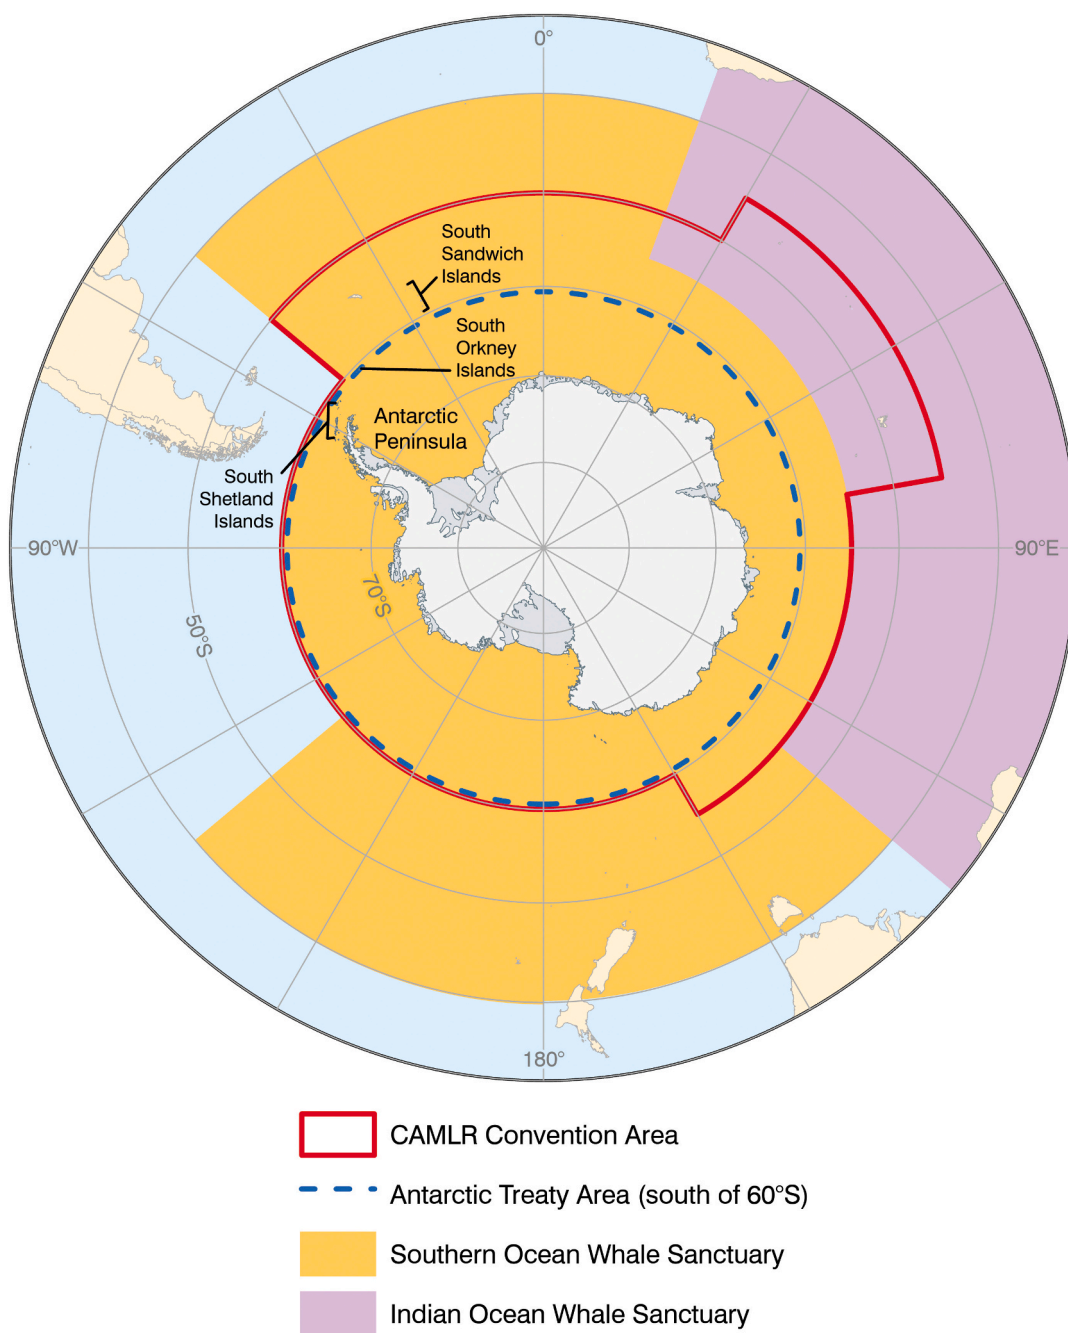 0°
South
Sandwich
Islands
South
Orkney
Islands
Antarctic
Peninsula
South
Shetland
Islands
90°W
90°E
70°S
50°S
180°
CAMLR Convention Area
Antarctic Treaty Area (south of 60°S)
Southern Ocean Whale Sanctuary
Indian Ocean Whale Sanctuary